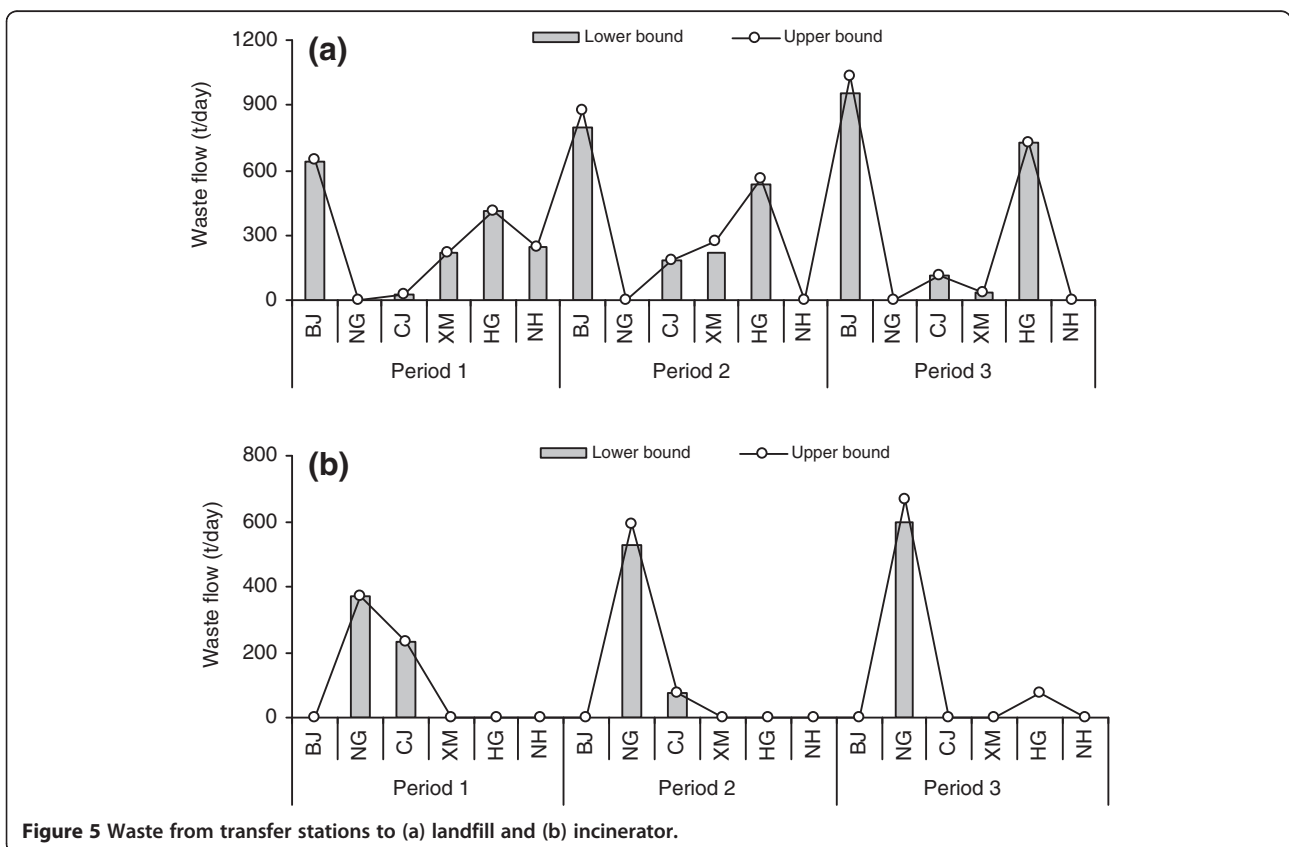 (a)
Lower bound
Upper bound
Waste flow (t/day)
1200
900
600
300
0
BJ NG CJ XM HG NH BJ NG CJ XM HG NH BJ NG CJ XM HG NH
Period 1 Period 2 Period 3
(b)
Lower bound
Upper bound
Waste flow (t/day)
800
600
400
200
0
BJ NG CJ XM HG NH BJ NG CJ XM HG NH BJ NG CJ XM HG NH
Period 1 Period 2 Period 3
Figure 5 Waste from transfer stations to (a) landfill and (b) incinerator.